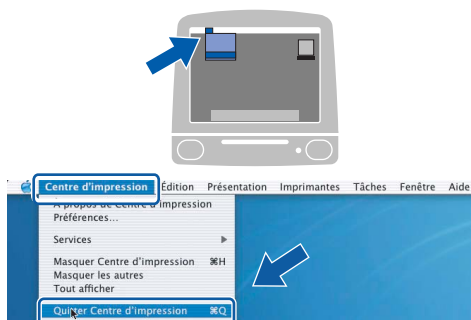 Centre d'impression Édition Présentation Imprimantes Tâches Fenêtre Aide
A propos de Centre d'impression
Préférences...
Services
Masquer Centre d'impression ⌘H
Masquer les autres
Tout afficher
Quitter Centre d'impression ⌘Q